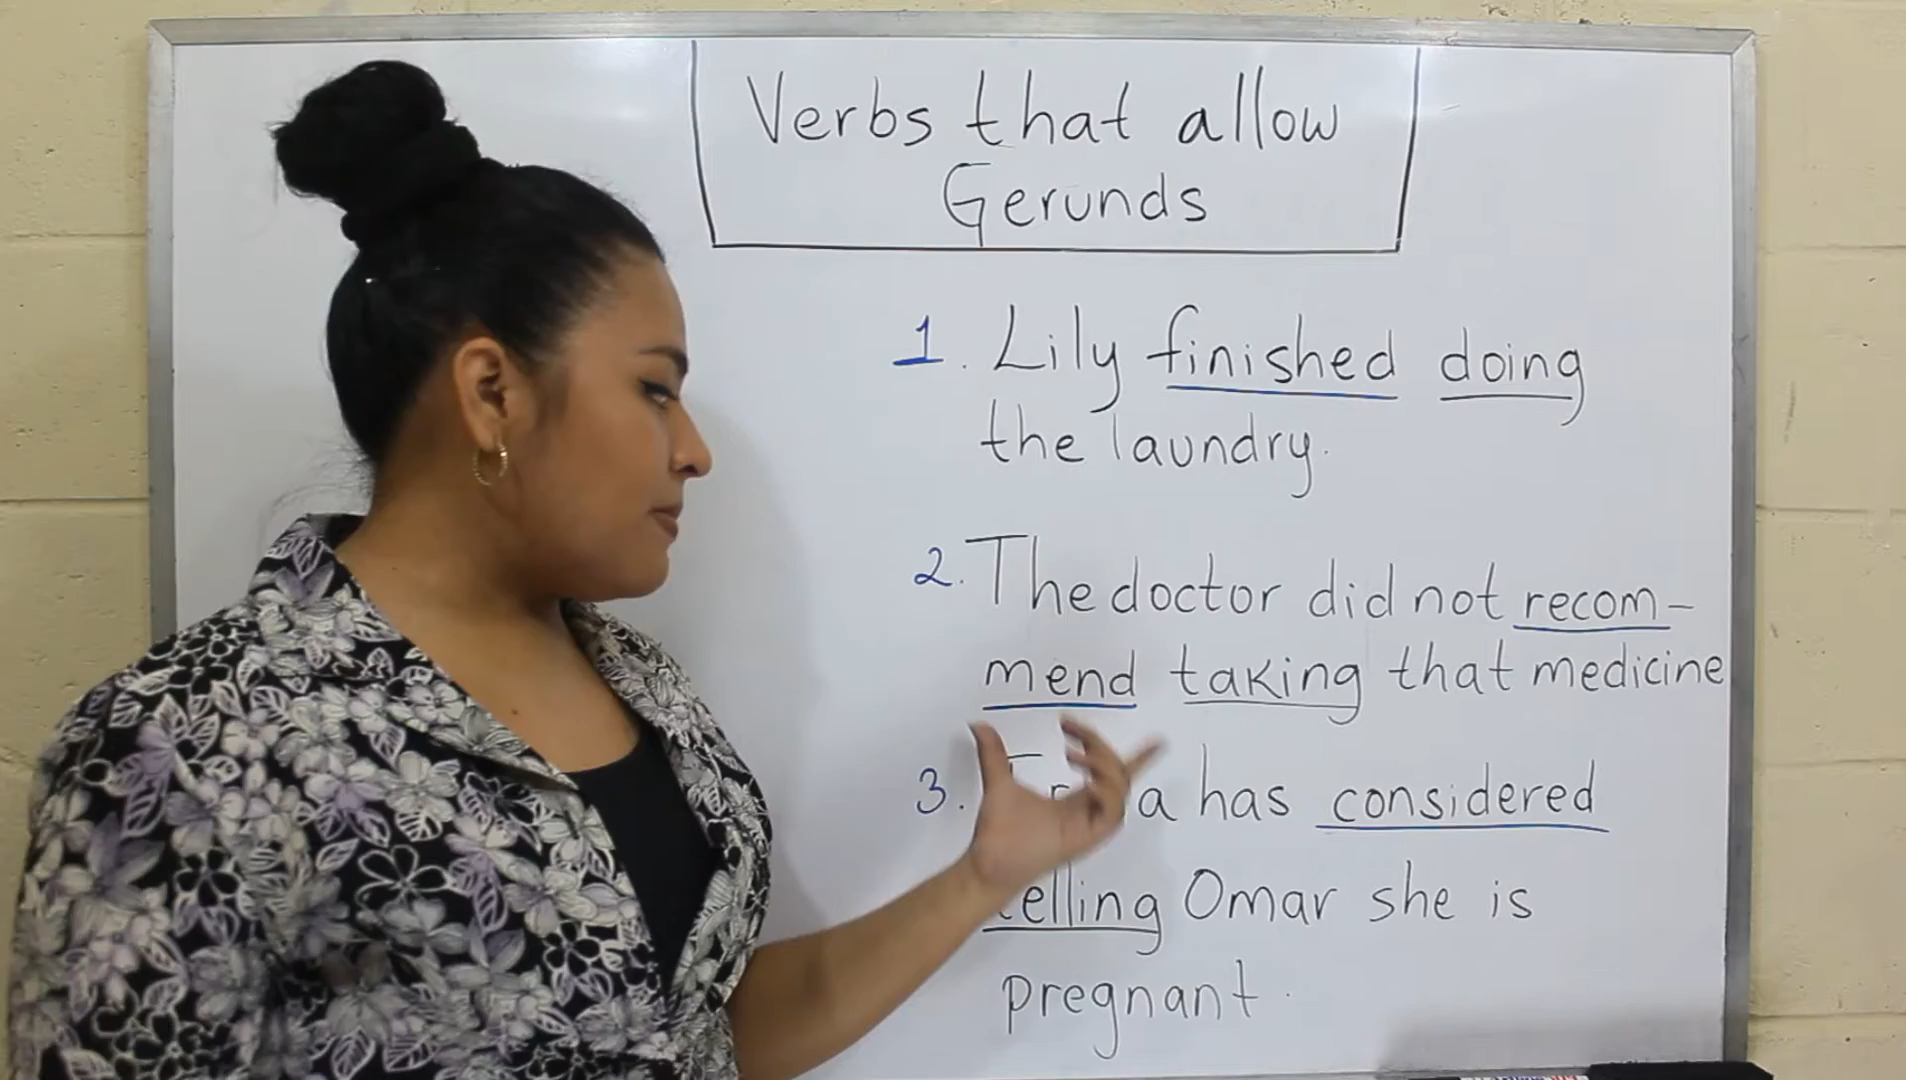 Verbs that allow
Gerunds
1. Lily finished doing
the laundry.
2. The doctor did not recom-
mend taking that medicine
3. has considered
telling Omar she is
pregnant.